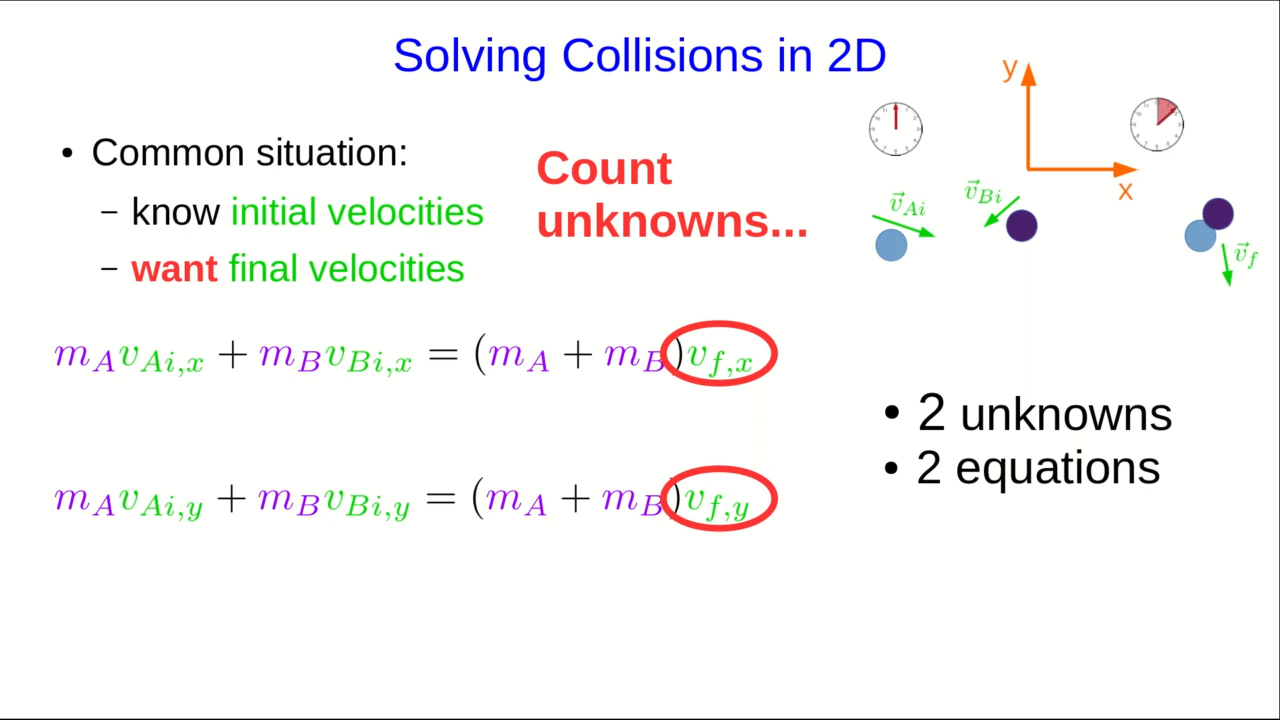 Solving Collisions in 2D
• Common situation:
– know initial velocities
– want final velocities
Count
unknowns...
y
x
v⃗_{Ai}
v⃗_{Bi}
v⃗_f
m_A v_{Ai,x} + m_B v_{Bi,x} = (m_A + m_B) v_{f,x}
m_A v_{Ai,y} + m_B v_{Bi,y} = (m_A + m_B) v_{f,y}
• 2 unknowns
• 2 equations